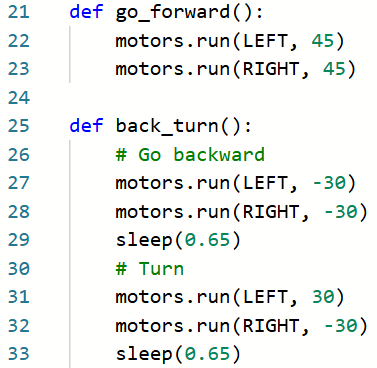 21 def go_forward():
22     motors.run(LEFT, 45)
23     motors.run(RIGHT, 45)
24
25 def back_turn():
26     # Go backward
27     motors.run(LEFT, -30)
28     motors.run(RIGHT, -30)
29     sleep(0.65)
30     # Turn
31     motors.run(LEFT, 30)
32     motors.run(RIGHT, -30)
33     sleep(0.65)